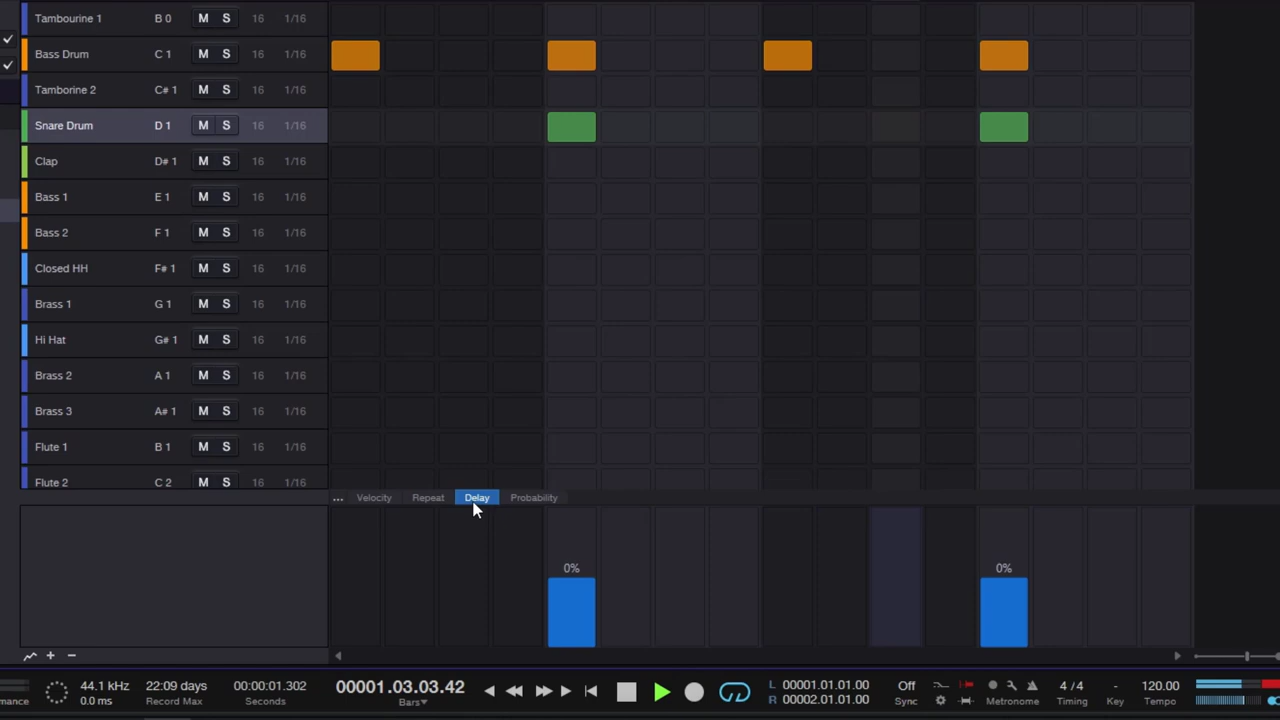 Tambourine 1 B 0 M S 16 1/16
Bass Drum C 1 M S 16 1/16
Tamborine 2 C# 1 M S 16 1/16
Snare Drum D 1 M S 16 1/16
Clap D# 1 M S 16 1/16
Bass 1 E 1 M S 16 1/16
Bass 2 F 1 M S 16 1/16
Closed HH F# 1 M S 16 1/16
Brass 1 G 1 M S 16 1/16
Hi Hat G# 1 M S 16 1/16
Brass 2 A 1 M S 16 1/16
Brass 3 A# 1 M S 16 1/16
Flute 1 B 1 M S 16 1/16
Flute 2 C 2 M S 16 1/16
... Velocity Repeat Delay Probability
0% 0%
44.1 kHz 22:09 days 00:00:01.302 00001.03.03.42 L 00001.01.01.00 Off 4 / 4 - 120.00
mance 0.0 ms Record Max Seconds Bars R 00002.01.01.00 Sync Metronome Timing Key Tempo